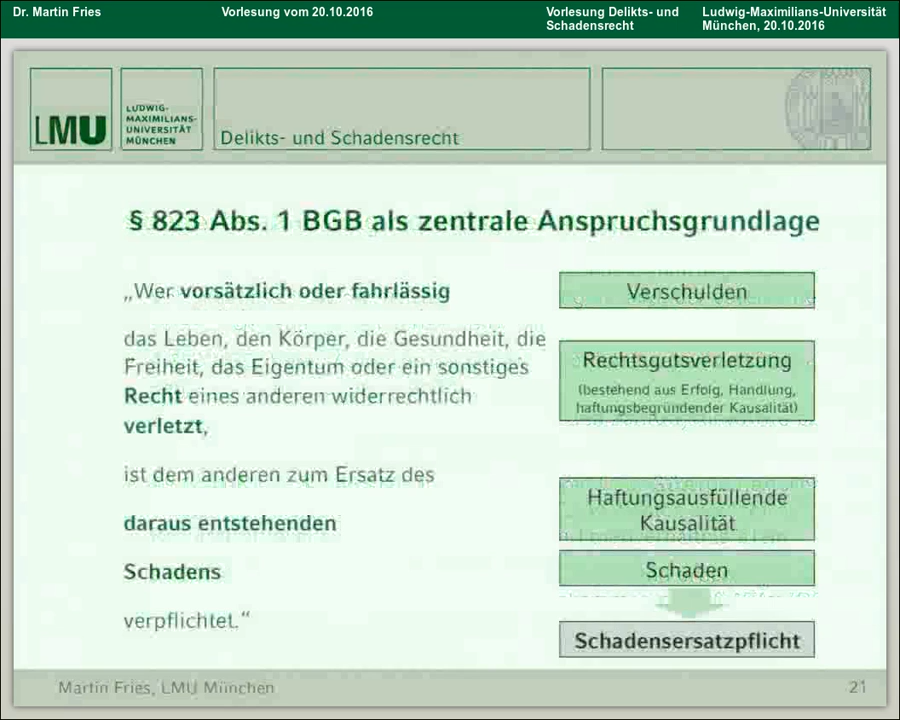 Dr. Martin Fries
Vorlesung vom 20.10.2016
Vorlesung Delikts- und
Schadensrecht
Ludwig-Maximilians-Universität
München, 20.10.2016
LMU
LUDWIG-
MAXIMILIANS-
UNIVERSITÄT
MÜNCHEN
Delikts- und Schadensrecht
§ 823 Abs. 1 BGB als zentrale Anspruchsgrundlage
„Wer vorsätzlich oder fahrlässig
Verschulden
das Leben, den Körper, die Gesundheit, die
Freiheit, das Eigentum oder ein sonstiges
Recht eines anderen widerrechtlich
verletzt,
Rechtsgutsverletzung
(bestehend aus Erfolg, Handlung,
haftungsbegründender Kausalität)
ist dem anderen zum Ersatz des
daraus entstehenden
Haftungsausfüllende
Kausalität
Schadens
Schaden
verpflichtet.“
Schadensersatzpflicht
Martin Fries, LMU München
21